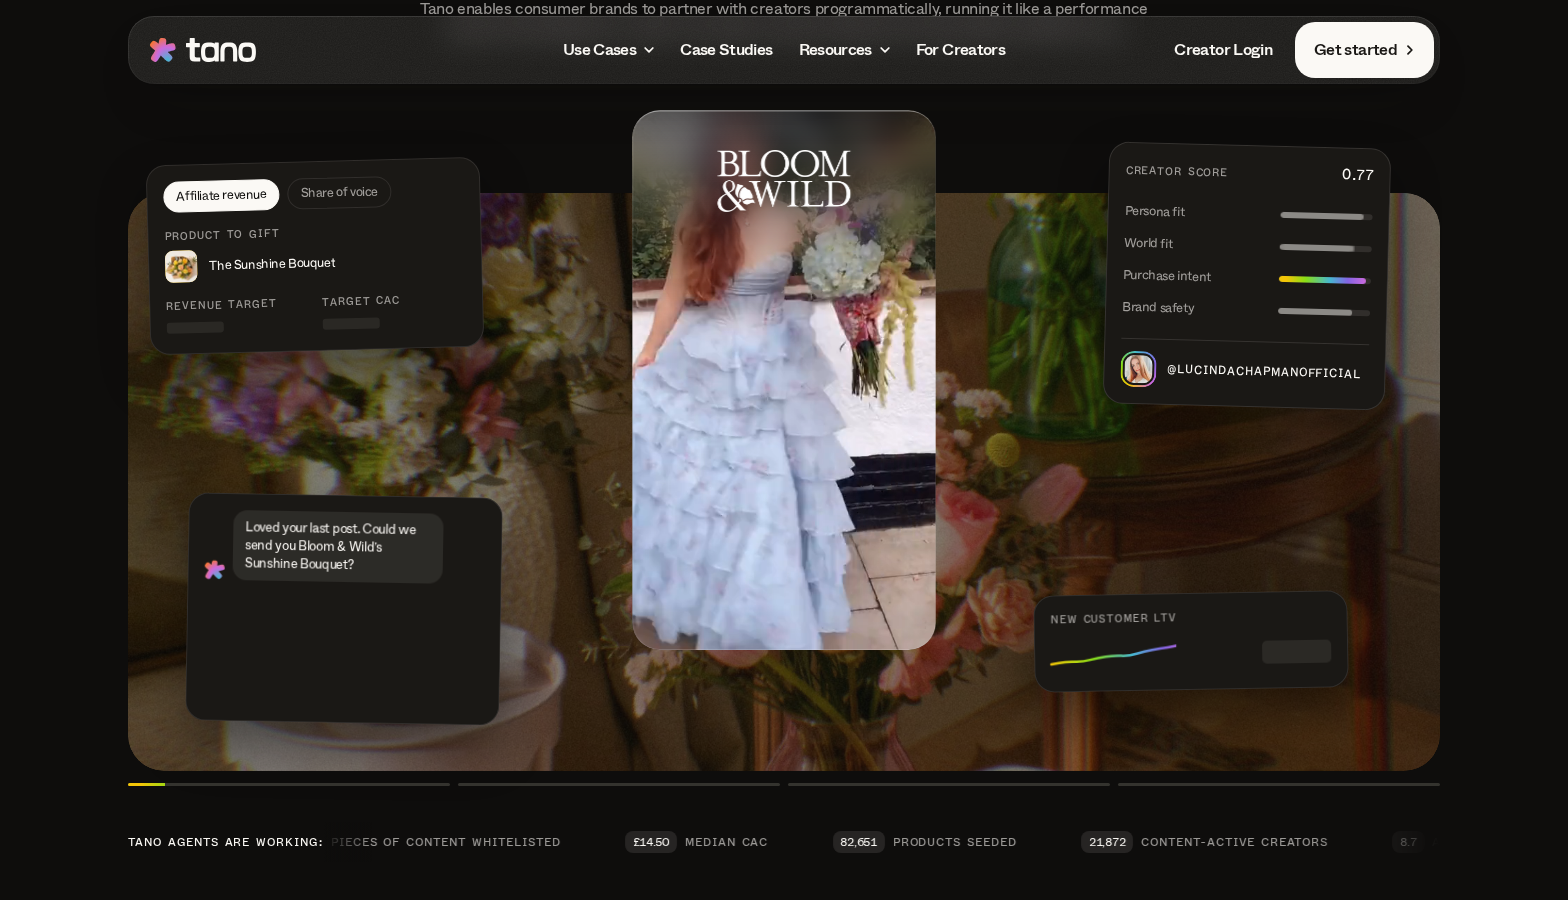 Tano enables consumer brands to partner with creators programmatically, running it like a performance
tano
Use Cases
Case Studies
Resources
For Creators
Creator Login
Get started
BLOOM
&WILD
Affiliate revenue
Share of voice
PRODUCT TO GIFT
The Sunshine Bouquet
REVENUE TARGET
TARGET CAC
CREATOR SCORE
0.77
Persona fit
World fit
Purchase intent
Brand safety
@LUCINDACHAPMANOFFICIAL
Loved your last post. Could we
send you Bloom & Wild's
Sunshine Bouquet?
NEW CUSTOMER LTV
TANO AGENTS ARE WORKING:
PIECES OF CONTENT WHITELISTED
£14.50 MEDIAN CAC
82,651 PRODUCTS SEEDED
21,872 CONTENT-ACTIVE CREATORS
8.7